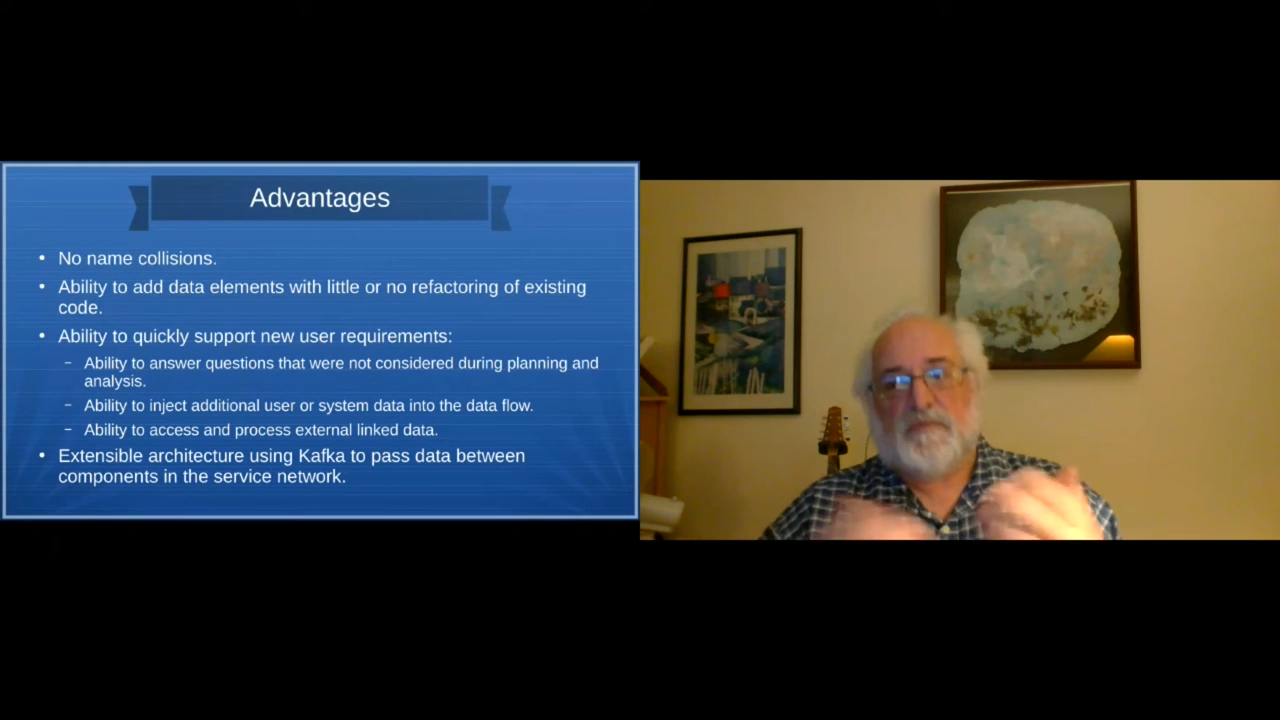 Advantages
• No name collisions.
• Ability to add data elements with little or no refactoring of existing
code.
• Ability to quickly support new user requirements:
– Ability to answer questions that were not considered during planning and
analysis.
– Ability to inject additional user or system data into the data flow.
– Ability to access and process external linked data.
• Extensible architecture using Kafka to pass data between
components in the service network.